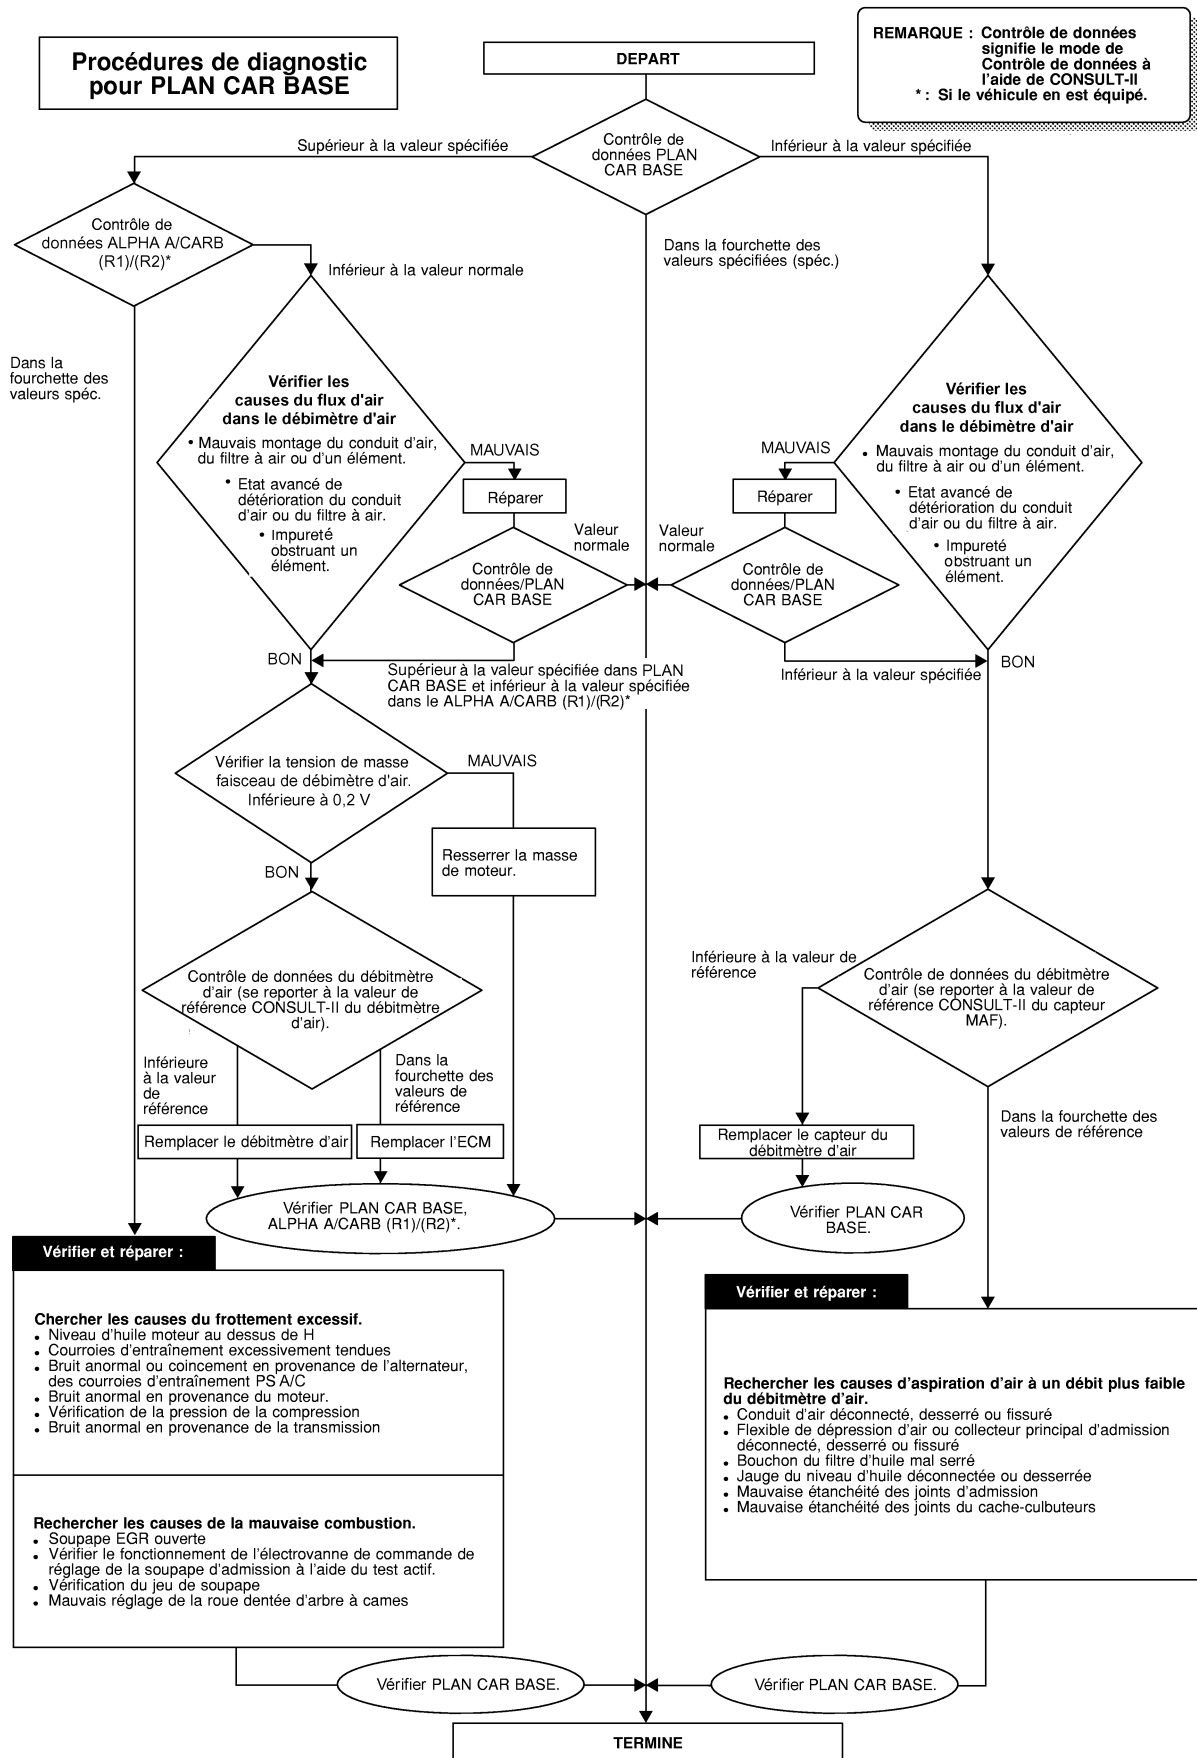 Procédures de diagnostic
pour PLAN CAR BASE
DEPART
REMARQUE : Contrôle de données
signifie le mode de
Contrôle de données à
l'aide de CONSULT-II
* : Si le véhicule en est équipé.
Supérieur à la valeur spécifiée
Contrôle de
données PLAN
CAR BASE
Inférieur à la valeur spécifiée
Contrôle de
données ALPHA A/CARB
(R1)/(R2)*
Inférieur à la valeur normale
Dans la fourchette des
valeurs spécifiées (spéc.)
Dans la
fourchette des
valeurs spéc.
Vérifier les
causes du flux d'air
dans le débimètre d'air
• Mauvais montage du conduit d'air,
du filtre à air ou d'un élément.
• Etat avancé de
détérioration du conduit
d'air ou du filtre à air.
• Impureté
obstruant un
élément.
MAUVAIS
Réparer
Valeur
normale
Contrôle de
données/PLAN
CAR BASE
MAUVAIS
Réparer
Valeur
normale
Contrôle de
données/PLAN
CAR BASE
Vérifier les
causes du flux d'air
dans le débimètre d'air
• Mauvais montage du conduit d'air,
du filtre à air ou d'un élément.
• Etat avancé de
détérioration du conduit
d'air ou du filtre à air.
• Impureté
obstruant un
élément.
BON
Supérieur à la valeur spécifiée dans PLAN
CAR BASE et inférieur à la valeur spécifiée
dans le ALPHA A/CARB (R1)/(R2)*
Inférieur à la valeur spécifiée
BON
Vérifier la tension de masse
faisceau de débimètre d'air.
Inférieure à 0,2 V
MAUVAIS
Resserrer la masse
de moteur.
BON
Contrôle de données du débitmètre
d'air (se reporter à la valeur de
référence CONSULT-II du débitmètre
d'air).
Inférieure à la valeur de
référence
Contrôle de données du débitmètre
d'air (se reporter à la valeur de
référence CONSULT-II du capteur
MAF).
Inférieure
à la valeur
de
référence
Dans la
fourchette des
valeurs de
référence
Dans la fourchette des
valeurs de référence
Remplacer le débitmètre d'air
Remplacer l'ECM
Remplacer le capteur du
débitmètre d'air
Vérifier PLAN CAR BASE,
ALPHA A/CARB (R1)/(R2)*.
Vérifier PLAN CAR
BASE.
Vérifier et réparer :
Chercher les causes du frottement excessif.
• Niveau d'huile moteur au dessus de H
• Courroies d'entraînement excessivement tendues
• Bruit anormal ou coincement en provenance de l'alternateur,
des courroies d'entraînement PS A/C
• Bruit anormal en provenance du moteur.
• Vérification de la pression de la compression
• Bruit anormal en provenance de la transmission
Rechercher les causes de la mauvaise combustion.
• Soupape EGR ouverte
• Vérifier le fonctionnement de l'électrovanne de commande de
réglage de la soupape d'admission à l'aide du test actif.
• Vérification du jeu de soupape
• Mauvais réglage de la roue dentée d'arbre à cames
Vérifier et réparer :
Rechercher les causes d'aspiration d'air à un débit plus faible
du débitmètre d'air.
• Conduit d'air déconnecté, desserré ou fissuré
• Flexible de dépression d'air ou collecteur principal d'admission
déconnecté, desserré ou fissuré
• Bouchon du filtre d'huile mal serré
• Jauge du niveau d'huile déconnectée ou desserrée
• Mauvaise étanchéité des joints d'admission
• Mauvaise étanchéité des joints du cache-culbuteurs
Vérifier PLAN CAR BASE.
Vérifier PLAN CAR BASE.
TERMINE